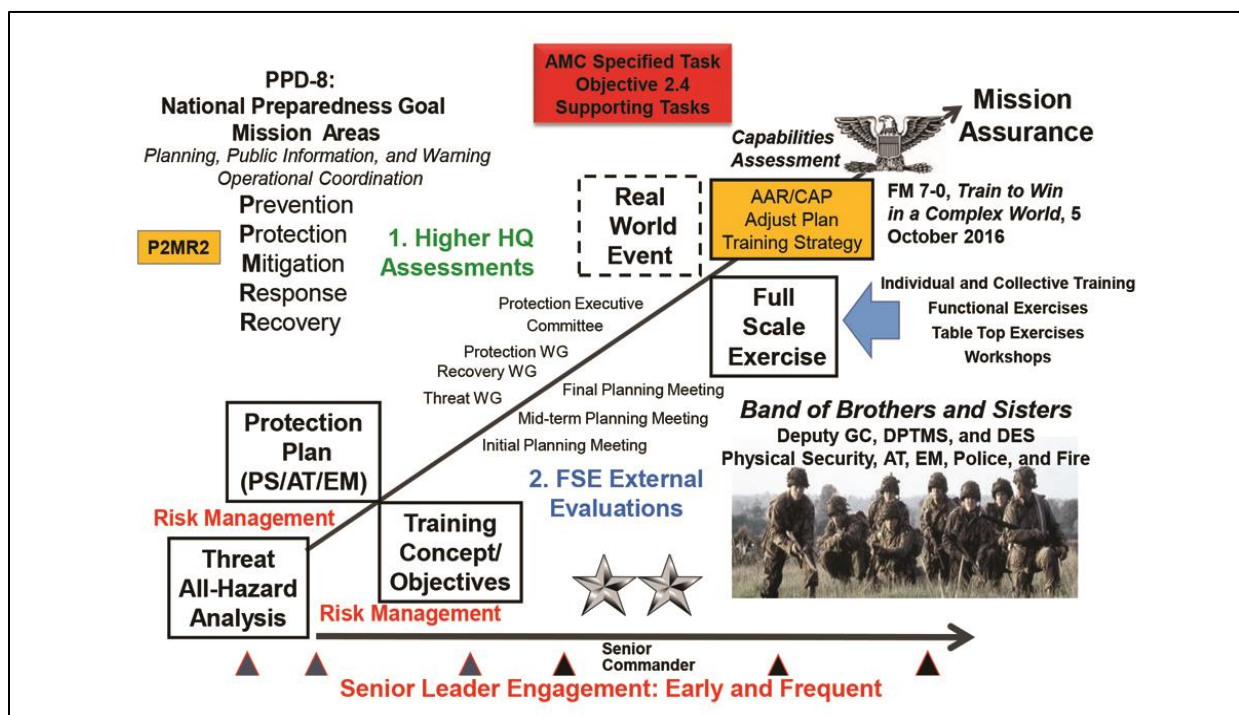 AMC Specified Task
Objective 2.4
Supporting Tasks
PPD-8:
National Preparedness Goal
Mission Areas
Planning, Public Information, and Warning
Operational Coordination
Prevention
Protection
Mitigation
Response
Recovery
P2MR2
1. Higher HQ
Assessments
Real
World
Event
Capabilities
Assessment
Mission
Assurance
AAR/CAP
Adjust Plan
Training Strategy
FM 7-0, Train to Win
in a Complex World, 5
October 2016
Protection Executive
Committee
Protection WG
Recovery WG
Threat WG
Full
Scale
Exercise
Individual and Collective Training
Functional Exercises
Table Top Exercises
Workshops
Final Planning Meeting
Mid-term Planning Meeting
Initial Planning Meeting
Protection
Plan
(PS/AT/EM)
Band of Brothers and Sisters
Deputy GC, DPTMS, and DES
Physical Security, AT, EM, Police, and Fire
2. FSE External
Evaluations
Risk Management
Training
Concept/
Objectives
Threat
All-Hazard
Analysis
Risk Management
Senior
Commander
Senior Leader Engagement: Early and Frequent